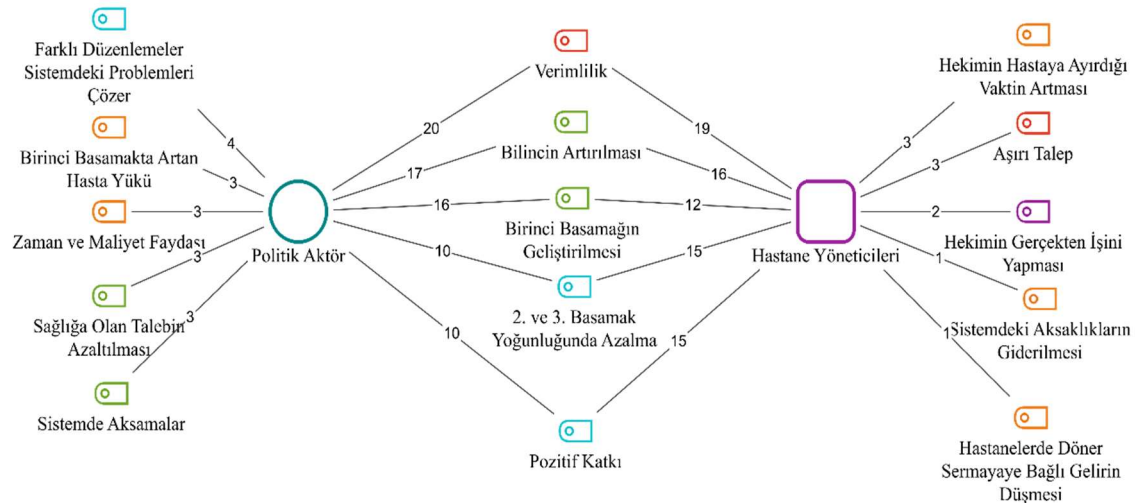 Farklı Düzenlemeler
Sistemdeki Problemleri
Çözer
4
Birinci Basamakta Artan
Hasta Yükü
3
Zaman ve Maliyet Faydası
3
Sağlığa Olan Talebin
Azaltılması
3
Sistemde Aksamalar
3
Politik Aktör
Verimlilik
20
19
Bilincin Artırılması
17
16
Birinci Basamağın
Geliştirilmesi
16
12
2. ve 3. Basamak
Yoğunluğunda Azalma
10
15
Pozitif Katkı
10
15
Hastane Yöneticileri
Hekimin Hastaya Ayırdığı
Vaktin Artması
3
Aşırı Talep
3
Hekimin Gerçekten İşini
Yapması
2
Sistemdeki Aksaklıkların
Giderilmesi
1
Hastanelerde Döner
Sermayaye Bağlı Gelirin
Düşmesi
1